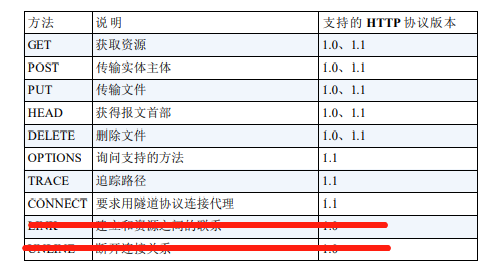 方法 说明 支持的 HTTP 协议版本
GET 获取资源 1.0、1.1
POST 传输实体主体 1.0、1.1
PUT 传输文件 1.0、1.1
HEAD 获得报文首部 1.0、1.1
DELETE 删除文件 1.0、1.1
OPTIONS 询问支持的方法 1.1
TRACE 追踪路径 1.1
CONNECT 要求用隧道协议连接代理 1.1
LINK 建立和资源之间的联系 1.0
UNLINE 断开连接关系 1.0